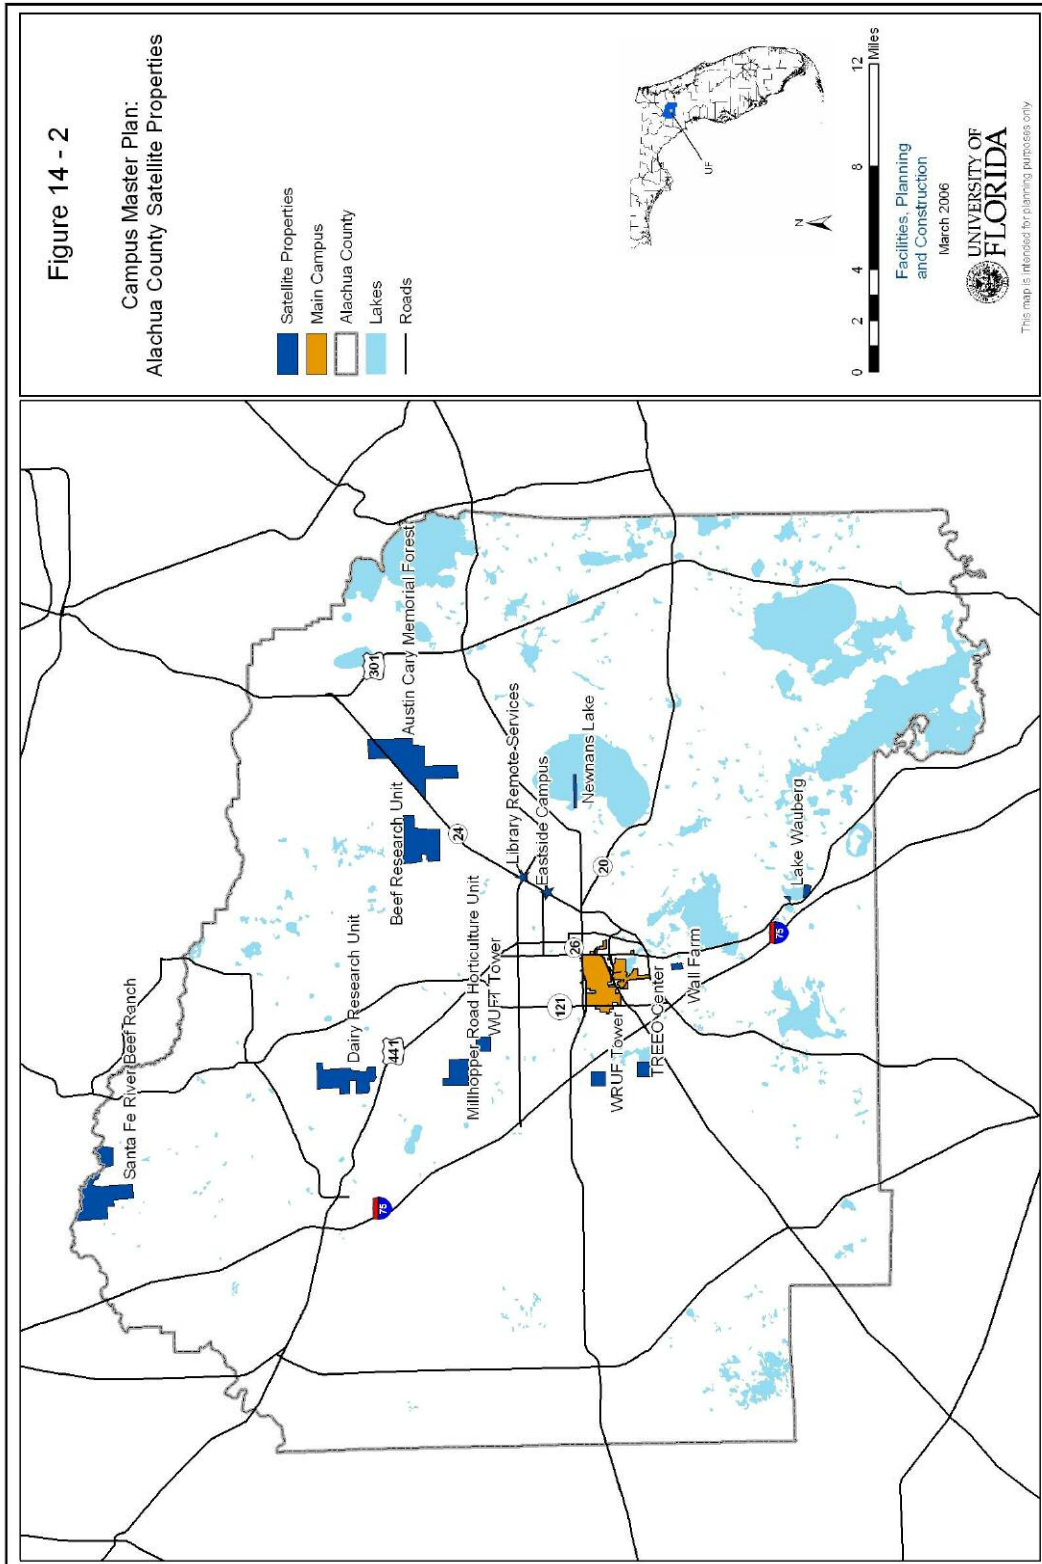 Figure 14 - 2
Campus Master Plan:
Alachua County Satellite Properties
Satellite Properties
Main Campus
Alachua County
Lakes
Roads
UF
N
0
2
4
8
12
Miles
Facilities, Planning
and Construction
March 2006
UNIVERSITY OF
FLORIDA
This map is intended for planning purposes only
Santa Fe River Beef Ranch
Dairy Research Unit
441
75
Millhopper Road Horticulture Unit
WUFT Tower
Beef Research Unit
Austin Cary Memorial Forest
301
24
Library Remote-Services
Eastside Campus
Newnans Lake
20
26
121
WRUF Tower
TREEO Center
Wall Farm
75
Lake Wauberg